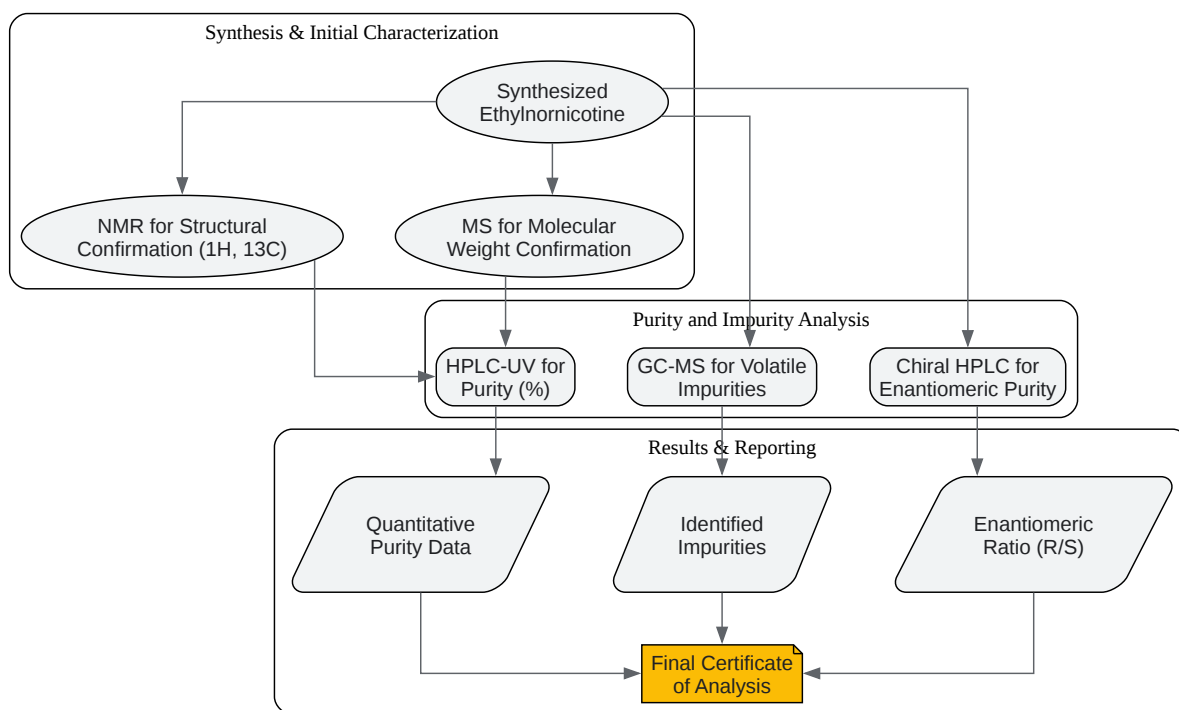 Synthesis & Initial Characterization
Synthesized
Ethylnornicotine
NMR for Structural
Confirmation (1H, 13C)
MS for Molecular
Weight Confirmation
Purity and Impurity Analysis
HPLC-UV for
Purity (%)
GC-MS for Volatile
Impurities
Chiral HPLC for
Enantiomeric Purity
Results & Reporting
Quantitative
Purity Data
Identified
Impurities
Enantiomeric
Ratio (R/S)
Final Certificate
of Analysis